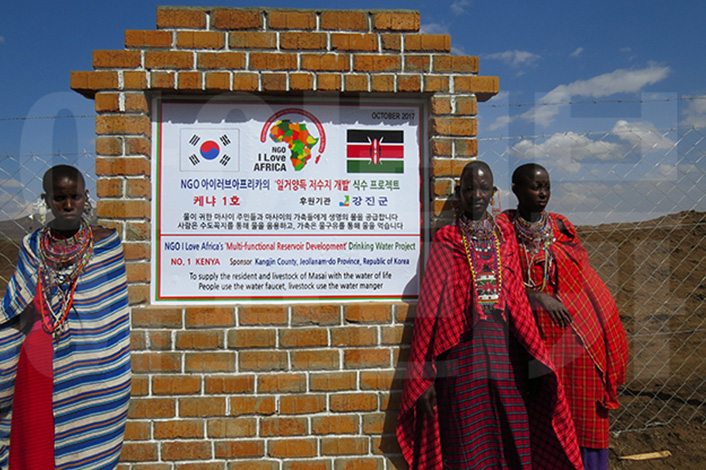 OCTOBER 2017
NGO
I Love
AFRICA
NGO 아이러브아프리카의 '일거양득 저수지 개발' 식수 프로젝트
케냐 1호 후원기관 강진군
물이 귀한 마사이 주민들과 마사이의 가축들에게 생명의 물을 공급합니다
사람은 수도꼭지를 통해 물을 음용하고, 가축은 물구유를 통해 물을 먹습니다
NGO I Love Africa's 'Multi-functional Reservoir Development' Drinking Water Project
NO. 1 KENYA Sponsor Kangjin County, Jeollanam-do Province, Republic of Korea
To supply the resident and livestock of Masai with the water of life
People use the water faucet, livestock use the water manger